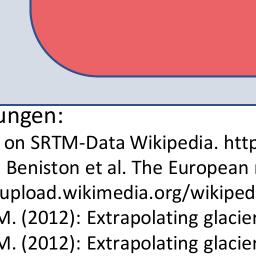 ungen:
on SRTM-Data Wikipedia. http
Beniston et al. The European
upload.wikimedia.org/wikiped
M. (2012): Extrapolating glacier
M. (2012): Extrapolating glacier